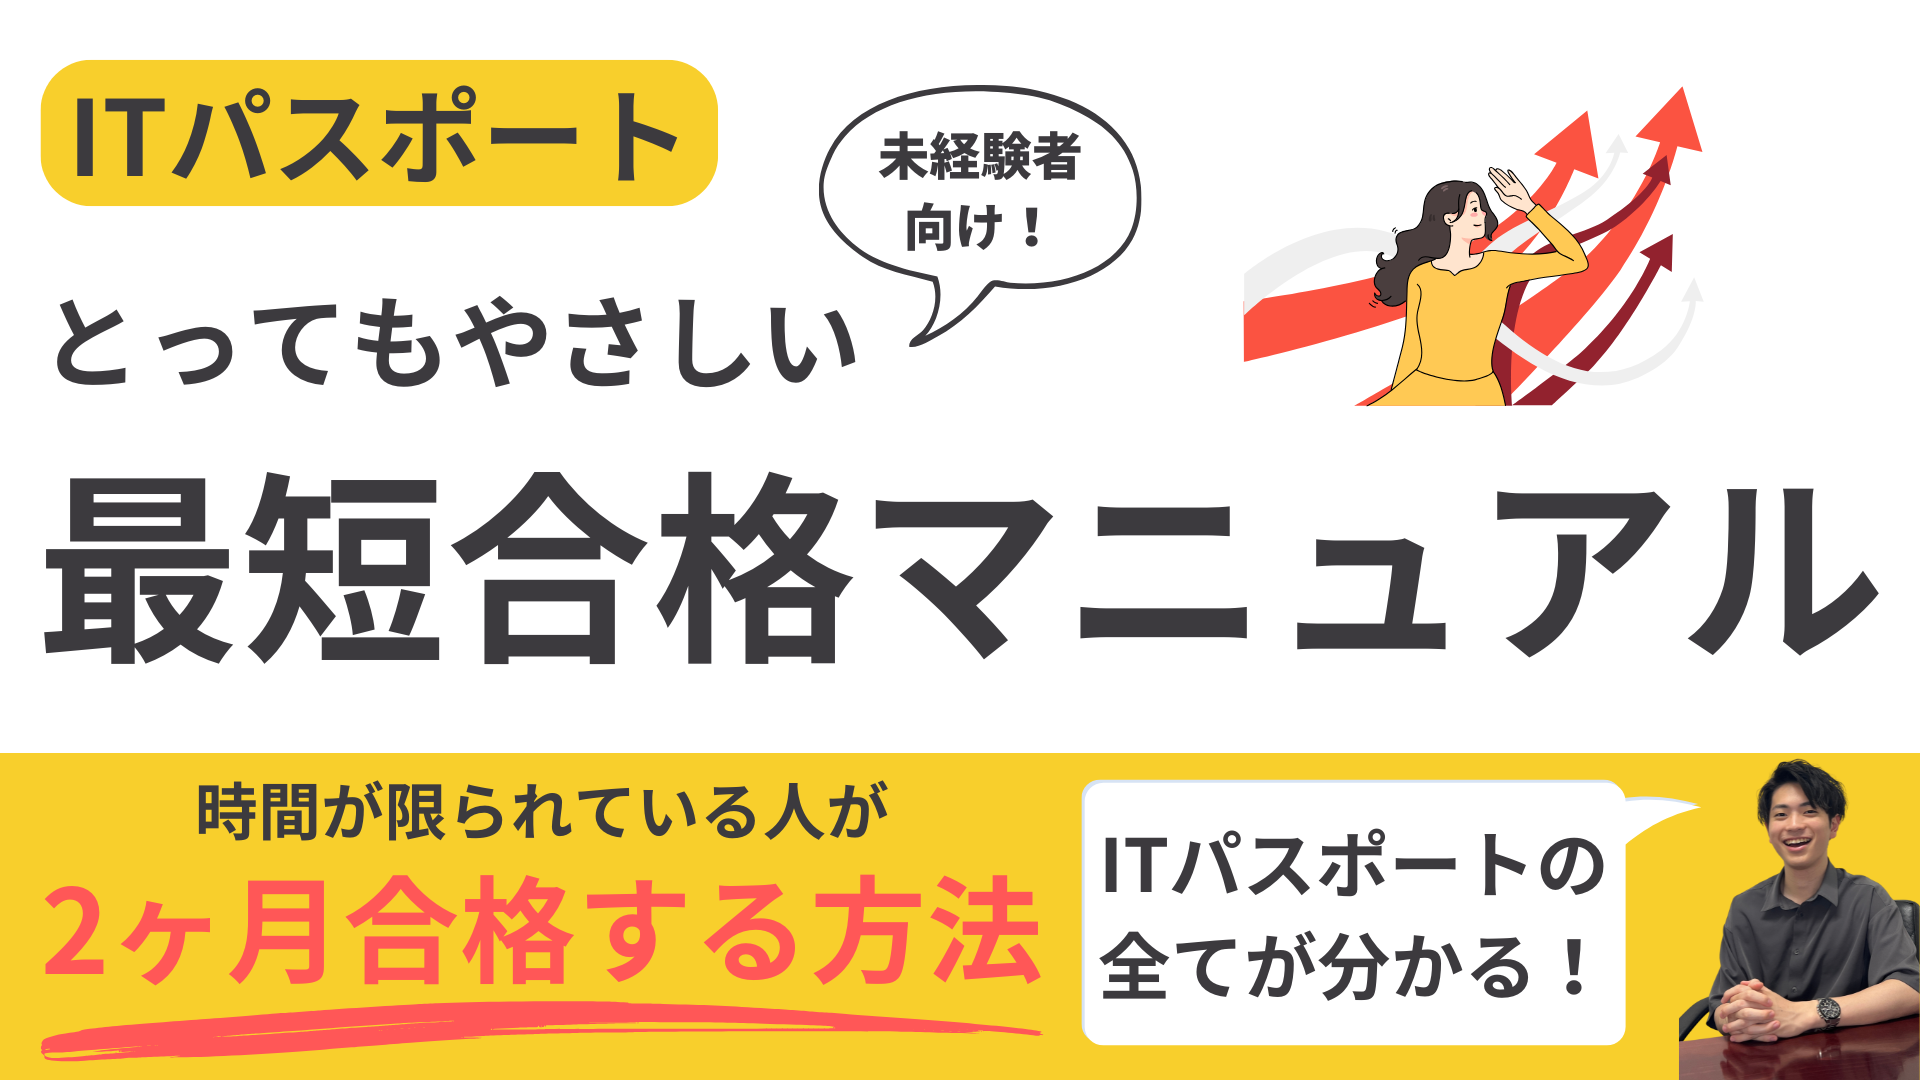 ITパスポート
未経験者
向け！
とってもやさしい
最短合格マニュアル
時間が限られている人が
2ヶ月合格する方法
ITパスポートの
全てが分かる！